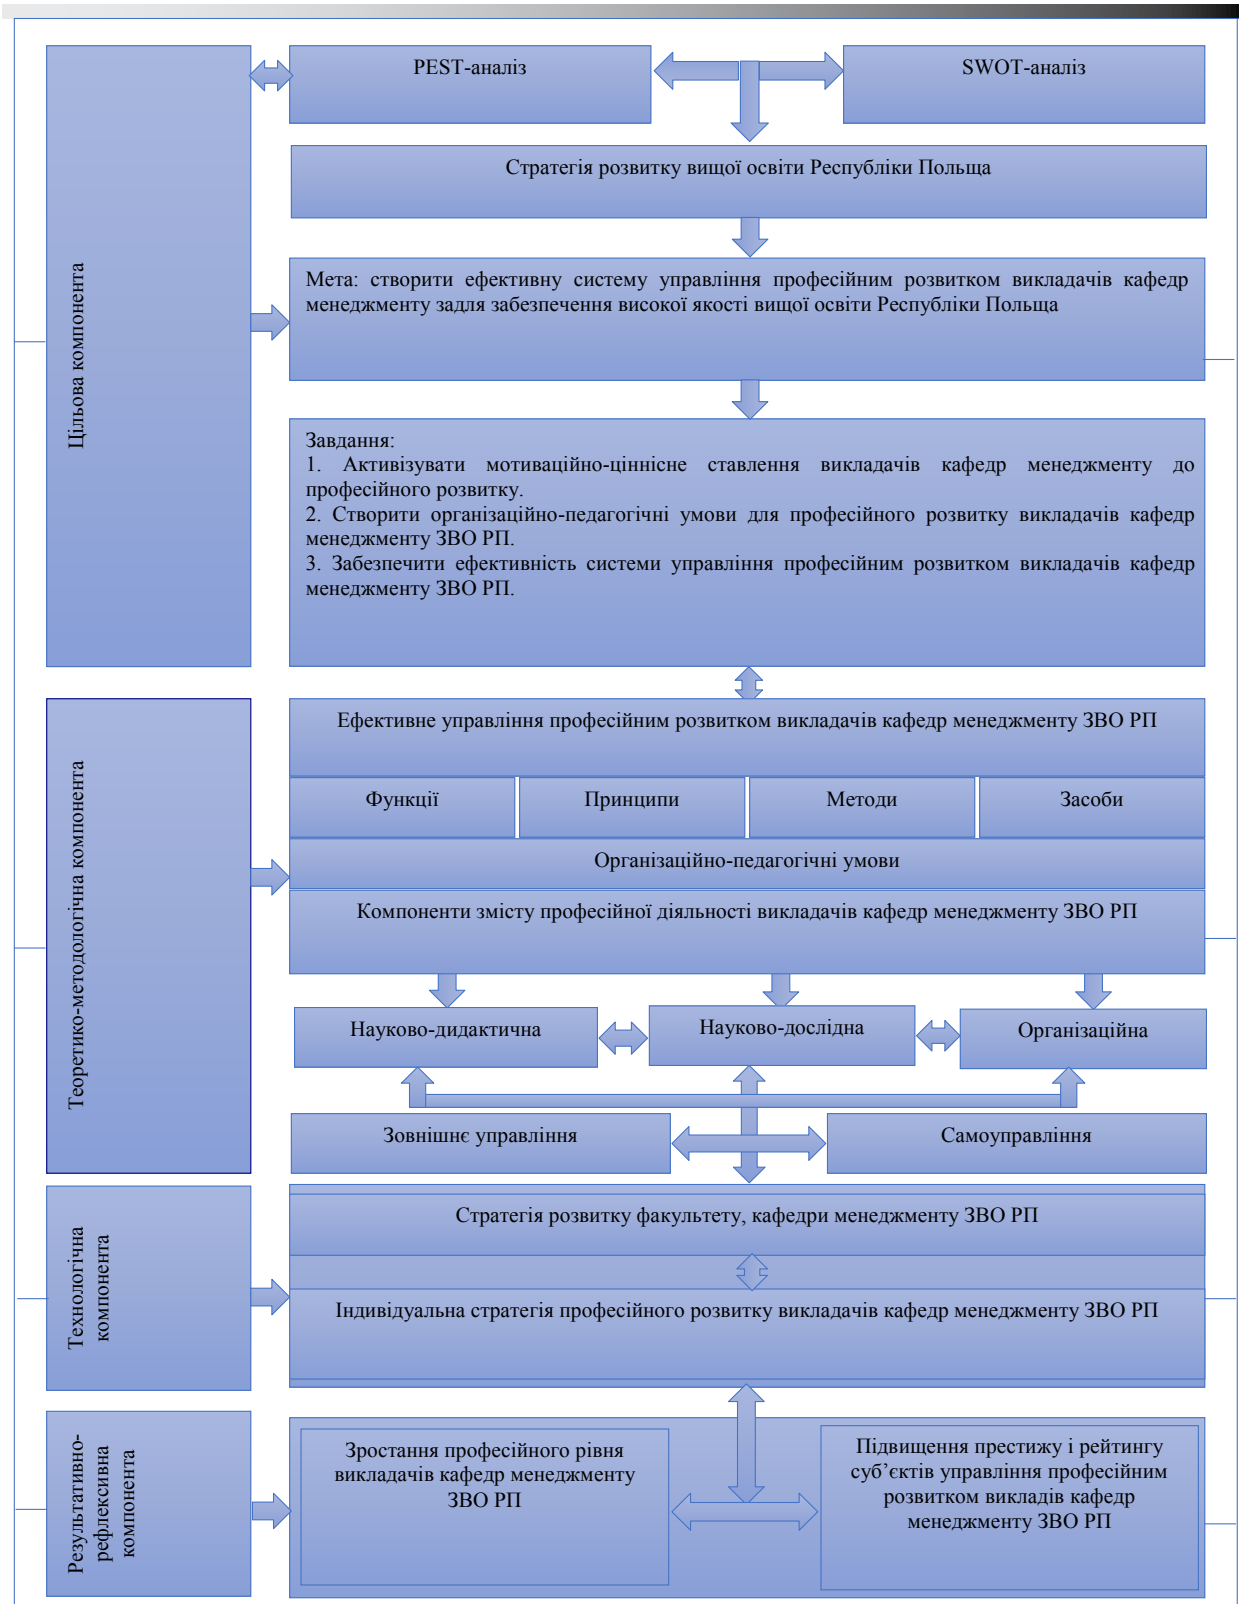 Цільова компонента
PEST-аналіз
SWOT-аналіз
Стратегія розвитку вищої освіти Республіки Польща
Мета: створити ефективну систему управління професійним розвитком викладачів кафедр
менеджменту задля забезпечення високої якості вищої освіти Республіки Польща
Завдання:
1. Активізувати мотиваційно-ціннісне ставлення викладачів кафедр менеджменту до
професійного розвитку.
2. Створити організаційно-педагогічні умови для професійного розвитку викладачів кафедр
менеджменту ЗВО РП.
3. Забезпечити ефективність системи управління професійним розвитком викладачів кафедр
менеджменту ЗВО РП.
Теоретико-методологічна компонента
Ефективне управління професійним розвитком викладачів кафедр менеджменту ЗВО РП
Функції
Принципи
Методи
Засоби
Організаційно-педагогічні умови
Компоненти змісту професійної діяльності викладачів кафедр менеджменту ЗВО РП
Науково-дидактична
Науково-дослідна
Організаційна
Зовнішнє управління
Самоуправління
Технологічна
компонента
Стратегія розвитку факультету, кафедри менеджменту ЗВО РП
Індивідуальна стратегія професійного розвитку викладачів кафедр менеджменту ЗВО РП
Результативно-
рефлексивна
компонента
Зростання професійного рівня
викладачів кафедр менеджменту
ЗВО РП
Підвищення престижу і рейтингу
суб’єктів управління професійним
розвитком викладів кафедр
менеджменту ЗВО РП